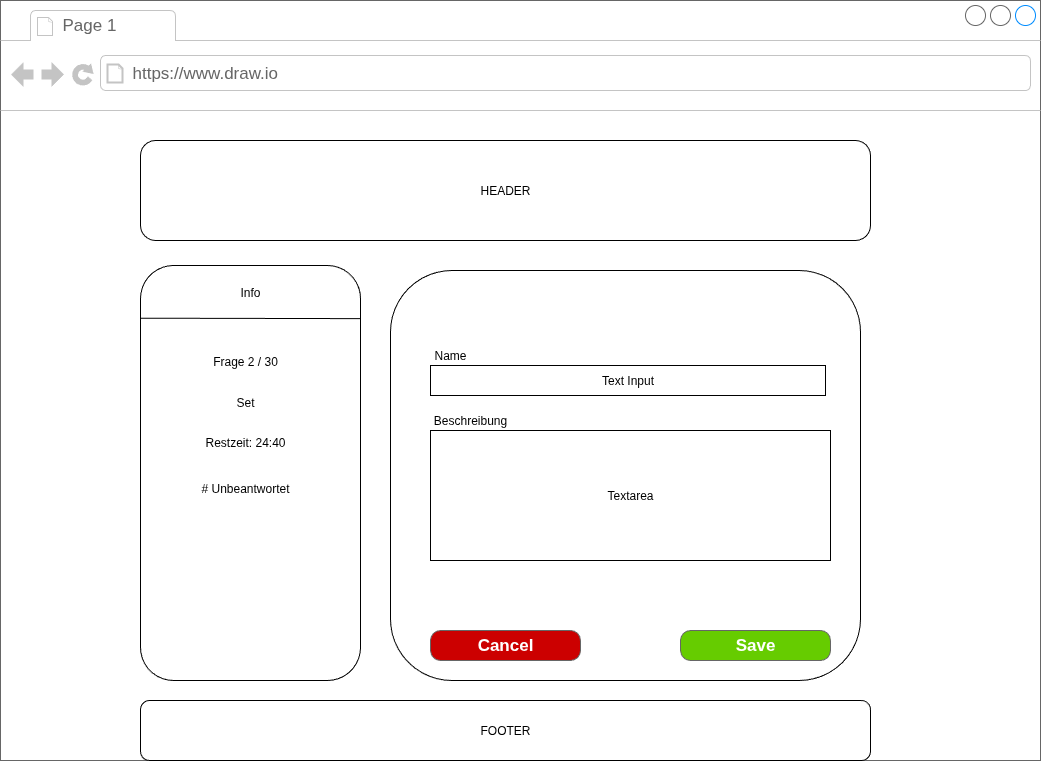 Page 1
https://www.draw.io
HEADER
Info
Frage 2 / 30
Set
Restzeit: 24:40
# Unbeantwortet
Name
Text Input
Beschreibung
Textarea
Cancel
Save
FOOTER